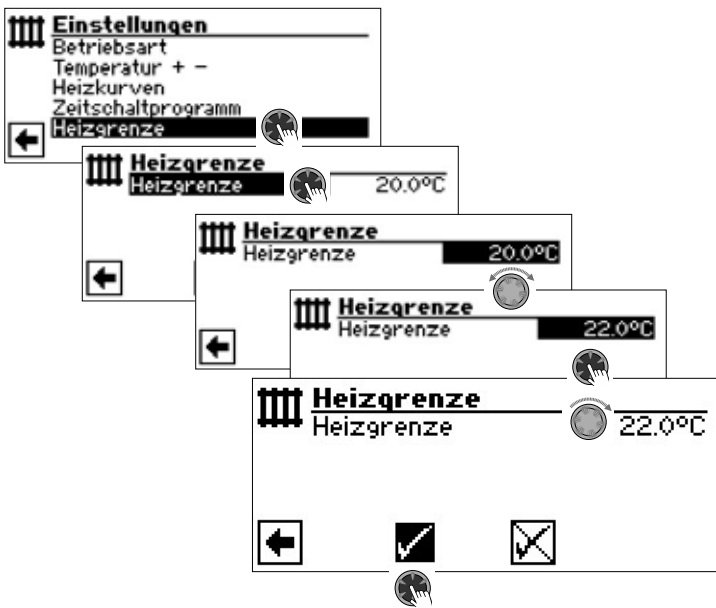 Einstellungen
Betriebsart
Temperatur + -
Heizkurven
Zeitschaltprogramm
Heizgrenze
Heizgrenze
Heizgrenze 20.0°C
Heizgrenze
Heizgrenze 20.0°C
Heizgrenze
Heizgrenze 22.0°C
Heizgrenze
Heizgrenze 22.0°C